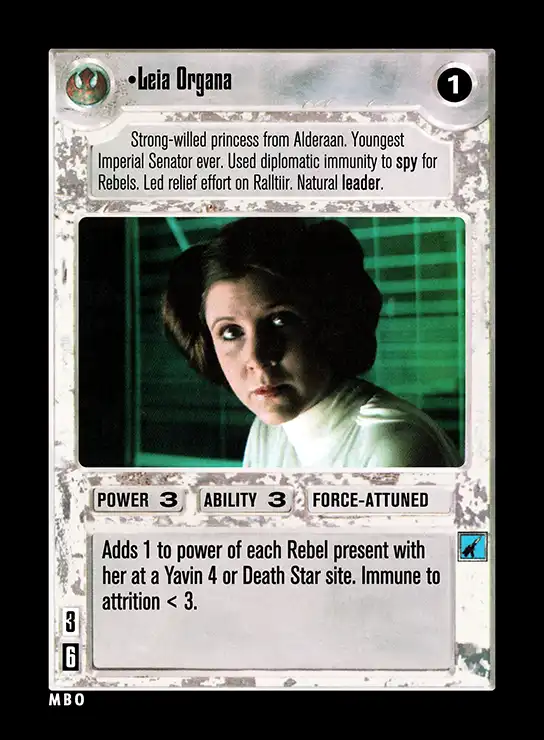 •Leia Organa
1
Strong-willed princess from Alderaan. Youngest
Imperial Senator ever. Used diplomatic immunity to spy for
Rebels. Led relief effort on Ralltiir. Natural leader.
POWER 3 ABILITY 3 FORCE-ATTUNED
Adds 1 to power of each Rebel present with
her at a Yavin 4 or Death Star site. Immune to
attrition < 3.
3
6
MBO